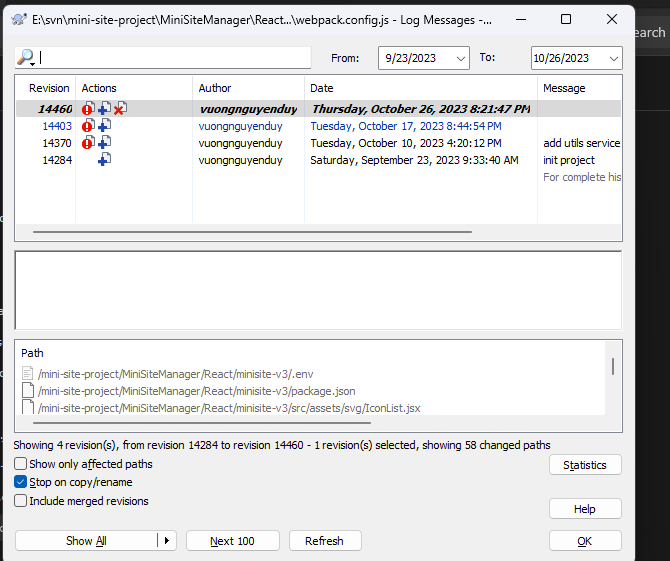 E:\svn\mini-site-project\MiniSiteManager\React...\webpack.config.js - Log Messages -...
earch
From: 9/23/2023 To: 10/26/2023
Revision Actions Author Date Message
14460 vuongnguyenduy Thursday, October 26, 2023 8:21:47 PM
14403 vuongnguyenduy Tuesday, October 17, 2023 8:44:54 PM
14370 vuongnguyenduy Tuesday, October 10, 2023 4:20:12 PM add utils service
14284 vuongnguyenduy Saturday, September 23, 2023 9:33:40 AM init project
For complete his
Path
/mini-site-project/MiniSiteManager/React/minisite-v3/.env
/mini-site-project/MiniSiteManager/React/minisite-v3/package.json
/mini-site-project/MiniSiteManager/React/minisite-v3/src/assets/svg/IconList.jsx
Showing 4 revision(s), from revision 14284 to revision 14460 - 1 revision(s) selected, showing 58 changed paths
Show only affected paths
Statistics
Stop on copy/rename
Include merged revisions
Help
Show All Next 100 Refresh OK